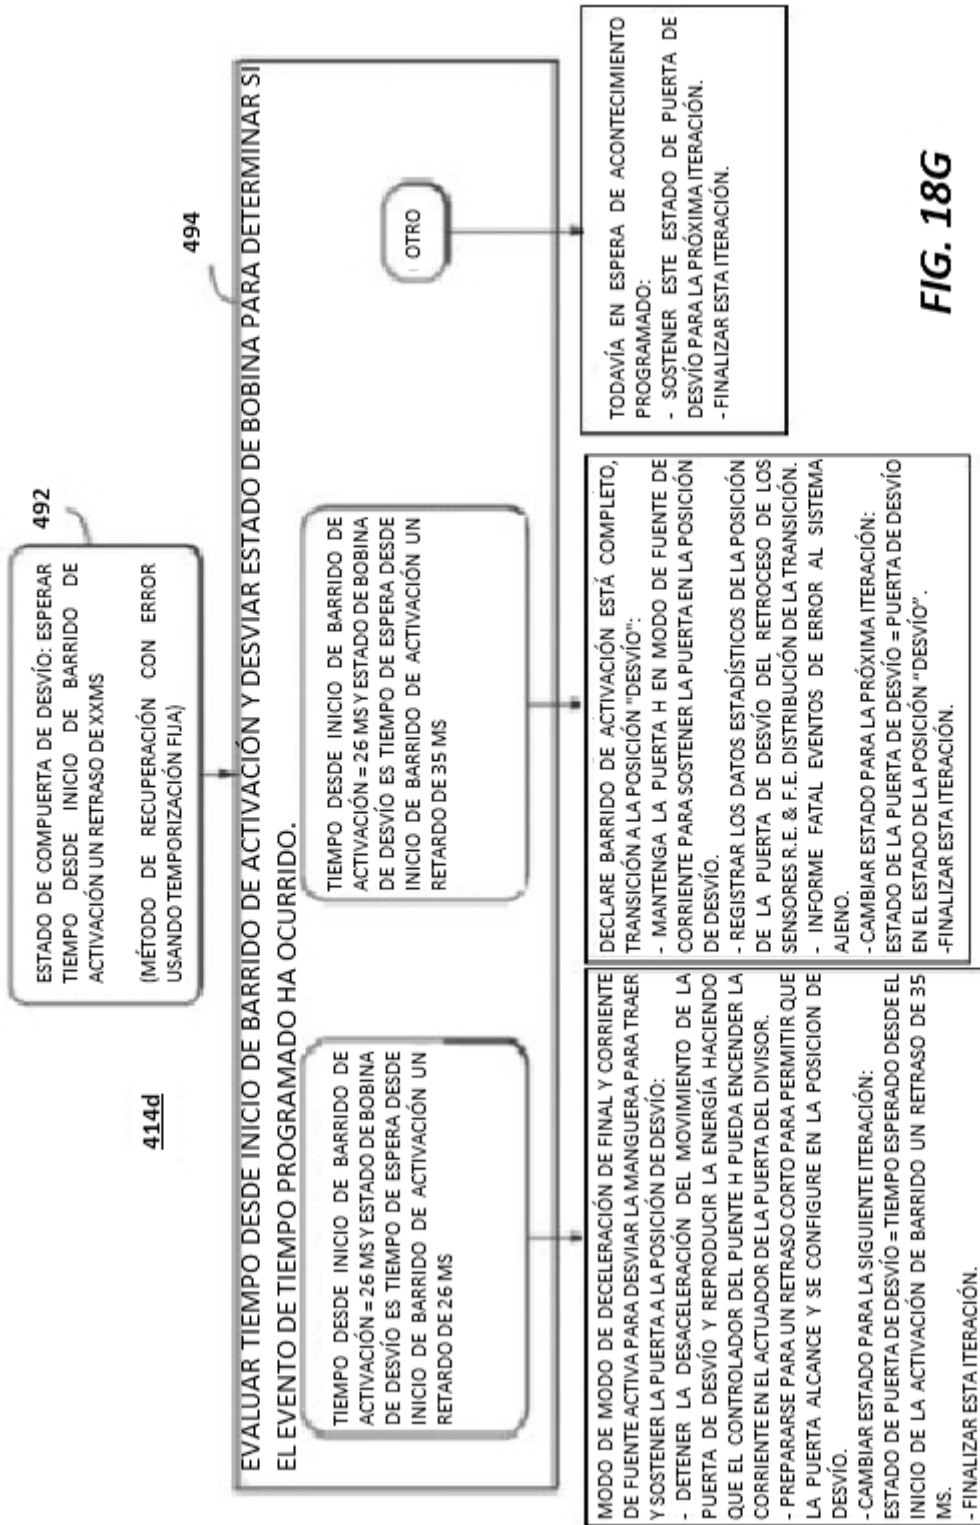 414d
ESTADO DE COMPUERTA DE DESVÍO: ESPERAR
TIEMPO DESDE INICIO DE BARRIDO DE
ACTIVACIÓN UN RETRASO DE XXMS
(MÉTODO DE RECUPERACIÓN CON ERROR
USANDO TEMPORIZACIÓN FIJA)
492
494
EVALUAR TIEMPO DESDE INICIO DE BARRIDO DE ACTIVACIÓN Y DESVIAR ESTADO DE BOBINA PARA DETERMINAR SI
EL EVENTO DE TIEMPO PROGRAMADO HA OCURRIDO.
TIEMPO DESDE INICIO DE BARRIDO DE
ACTIVACIÓN = 26 MS Y ESTADO DE BOBINA
DE DESVÍO ES TIEMPO DE ESPERA DESDE
INICIO DE BARRIDO DE ACTIVACIÓN UN
RETARDO DE 26 MS
TIEMPO DESDE INICIO DE BARRIDO DE
ACTIVACIÓN = 26 MS Y ESTADO DE BOBINA
DE DESVÍO ES TIEMPO DE ESPERA DESDE
INICIO DE BARRIDO DE ACTIVACIÓN UN
RETARDO DE 35 MS
OTRO
MODO DE MODO DE DECELERACIÓN DE FINAL Y CORRIENTE
DE FUENTE ACTIVA PARA DESVIAR LA MANGUERA PARA TRAER
Y SOSTENER LA PUERTA A LA POSICIÓN DE DESVÍO:
- DETENER LA DESACELERACIÓN DEL MOVIMIENTO DE LA
PUERTA DE DESVÍO Y REPRODUCIR LA ENERGÍA HACIENDO
QUE EL CONTROLADOR DEL PUENTE H PUEDA ENCENDER LA
CORRIENTE EN EL ACTUADOR DE LA PUERTA DEL DIVISOR.
- PREPARARSE PARA UN RETRASO CORTO PARA PERMITIR QUE
LA PUERTA ALCANCE Y SE CONFIGURE EN LA POSICION DE
DESVÍO.
- CAMBIAR ESTADO PARA LA SIGUIENTE ITERACIÓN:
ESTADO DE PUERTA DE DESVÍO = TIEMPO ESPERADO DESDE EL
INICIO DE LA ACTIVACIÓN DE BARRIDO UN RETRASO DE 35
MS.
- FINALIZAR ESTA ITERACIÓN.
DECLARE BARRIDO DE ACTIVACIÓN ESTÁ COMPLETO,
TRANSICIÓN A LA POSICIÓN "DESVÍO":
- MANTENGA LA PUERTA H EN MODO DE FUENTE DE
CORRIENTE PARA SOSTENER LA PUERTA EN LA POSICIÓN
DE DESVÍO.
- REGISTRAR LOS DATOS ESTADÍSTICOS DE LA POSICIÓN
DE LA PUERTA DE DESVÍO DEL RETROCESO DE LOS
SENSORES R.E. & F.E. DISTRIBUCIÓN DE LA TRANSICIÓN.
- INFORME FATAL EVENTOS DE ERROR AL SISTEMA
AJENO.
- CAMBIAR ESTADO PARA LA PRÓXIMA ITERACIÓN:
ESTADO DE LA PUERTA DE DESVÍO = PUERTA DE DESVÍO
EN EL ESTADO DE LA POSICIÓN "DESVÍO".
-FINALIZAR ESTA ITERACIÓN.
TODAVÍA EN ESPERA DE ACONTECIMIENTO
PROGRAMADO:
- SOSTENER ESTE ESTADO DE PUERTA DE
DESVÍO PARA LA PRÓXIMA ITERACIÓN.
- FINALIZAR ESTA ITERACIÓN.
FIG. 18G